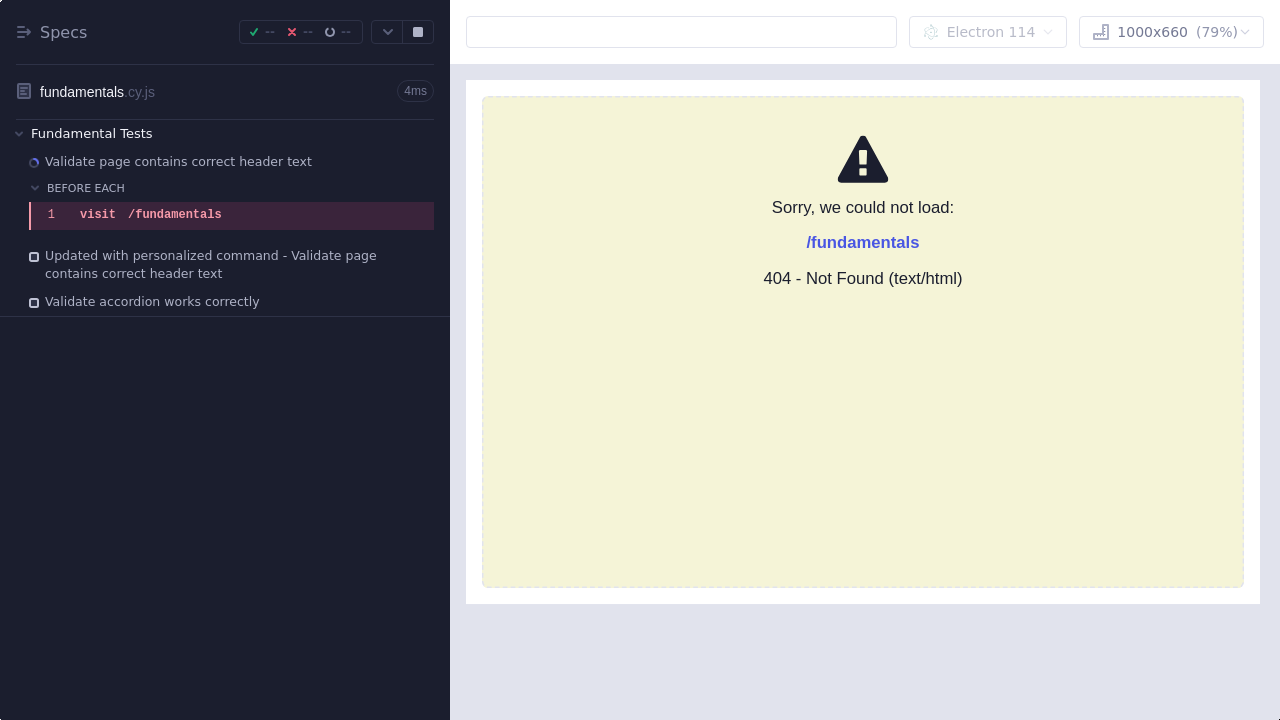 Specs
--
--
--
fundamentals.cy.js
4ms
Fundamental Tests
Validate page contains correct header text
BEFORE EACH
1 visit /fundamentals
Updated with personalized command - Validate page
contains correct header text
Validate accordion works correctly
Electron 114
1000x660 (79%)
Sorry, we could not load:
/fundamentals
404 - Not Found (text/html)